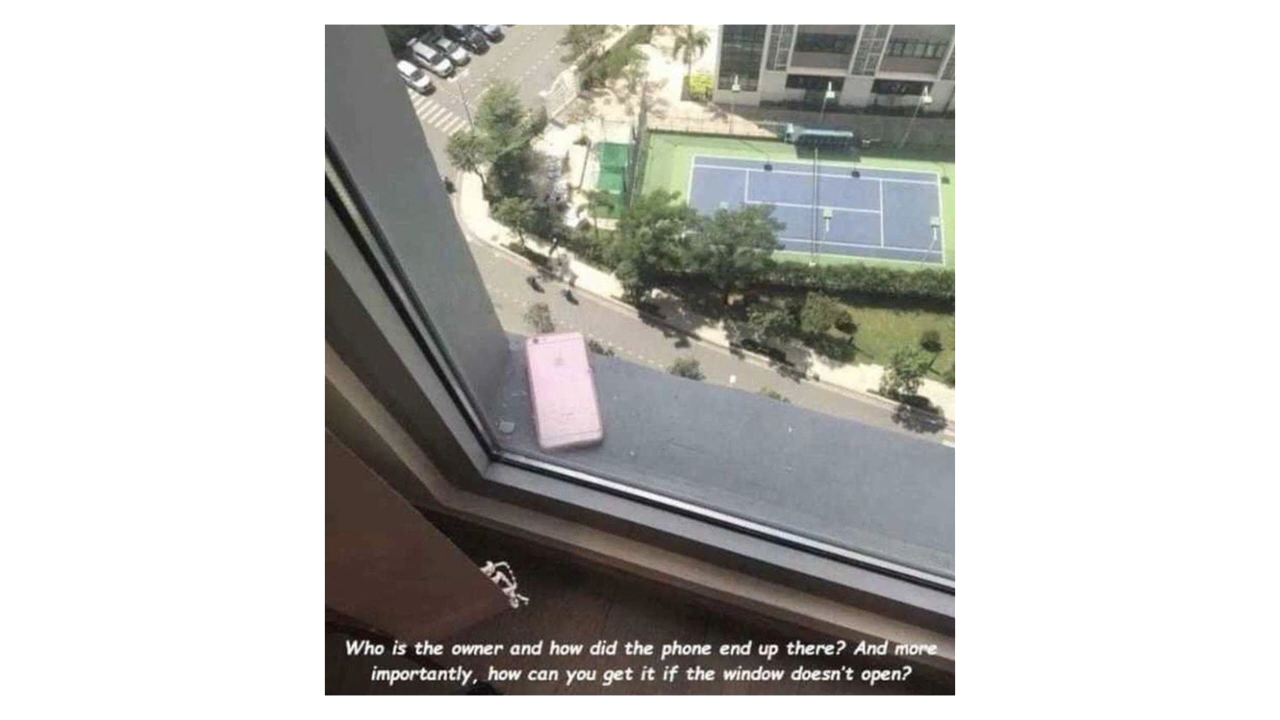 Who is the owner and how did the phone end up there? And more
importantly, how can you get it if the window doesn't open?